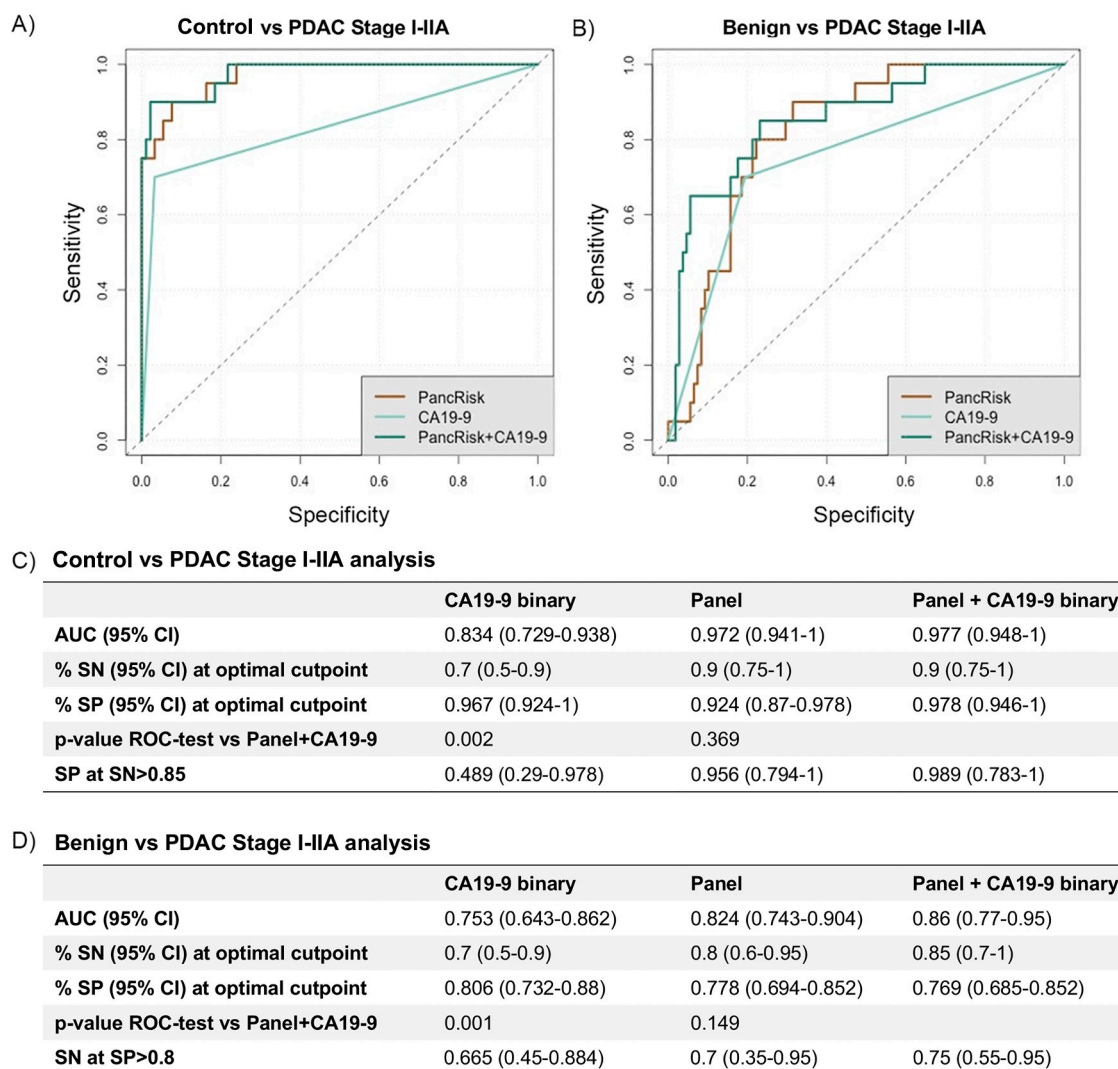 A) Control vs PDAC Stage I-IIA
1.0
0.8
0.6
0.4
0.2
0.0
Sensitivity
PancRisk
CA19-9
PancRisk+CA19-9
0.0 0.2 0.4 0.6 0.8 1.0
Specificity
B) Benign vs PDAC Stage I-IIA
1.0
0.8
0.6
0.4
0.2
0.0
Sensitivity
PancRisk
CA19-9
PancRisk+CA19-9
0.0 0.2 0.4 0.6 0.8 1.0
Specificity
C) Control vs PDAC Stage I-IIA analysis
CA19-9 binary Panel Panel + CA19-9 binary
AUC (95% CI) 0.834 (0.729-0.938) 0.972 (0.941-1) 0.977 (0.948-1)
% SN (95% CI) at optimal cutpoint 0.7 (0.5-0.9) 0.9 (0.75-1) 0.9 (0.75-1)
% SP (95% CI) at optimal cutpoint 0.967 (0.924-1) 0.924 (0.87-0.978) 0.978 (0.946-1)
p-value ROC-test vs Panel+CA19-9 0.002 0.369
SP at SN>0.85 0.489 (0.29-0.978) 0.956 (0.794-1) 0.989 (0.783-1)
D) Benign vs PDAC Stage I-IIA analysis
CA19-9 binary Panel Panel + CA19-9 binary
AUC (95% CI) 0.753 (0.643-0.862) 0.824 (0.743-0.904) 0.86 (0.77-0.95)
% SN (95% CI) at optimal cutpoint 0.7 (0.5-0.9) 0.8 (0.6-0.95) 0.85 (0.7-1)
% SP (95% CI) at optimal cutpoint 0.806 (0.732-0.88) 0.778 (0.694-0.852) 0.769 (0.685-0.852)
p-value ROC-test vs Panel+CA19-9 0.001 0.149
SN at SP>0.8 0.665 (0.45-0.884) 0.7 (0.35-0.95) 0.75 (0.55-0.95)